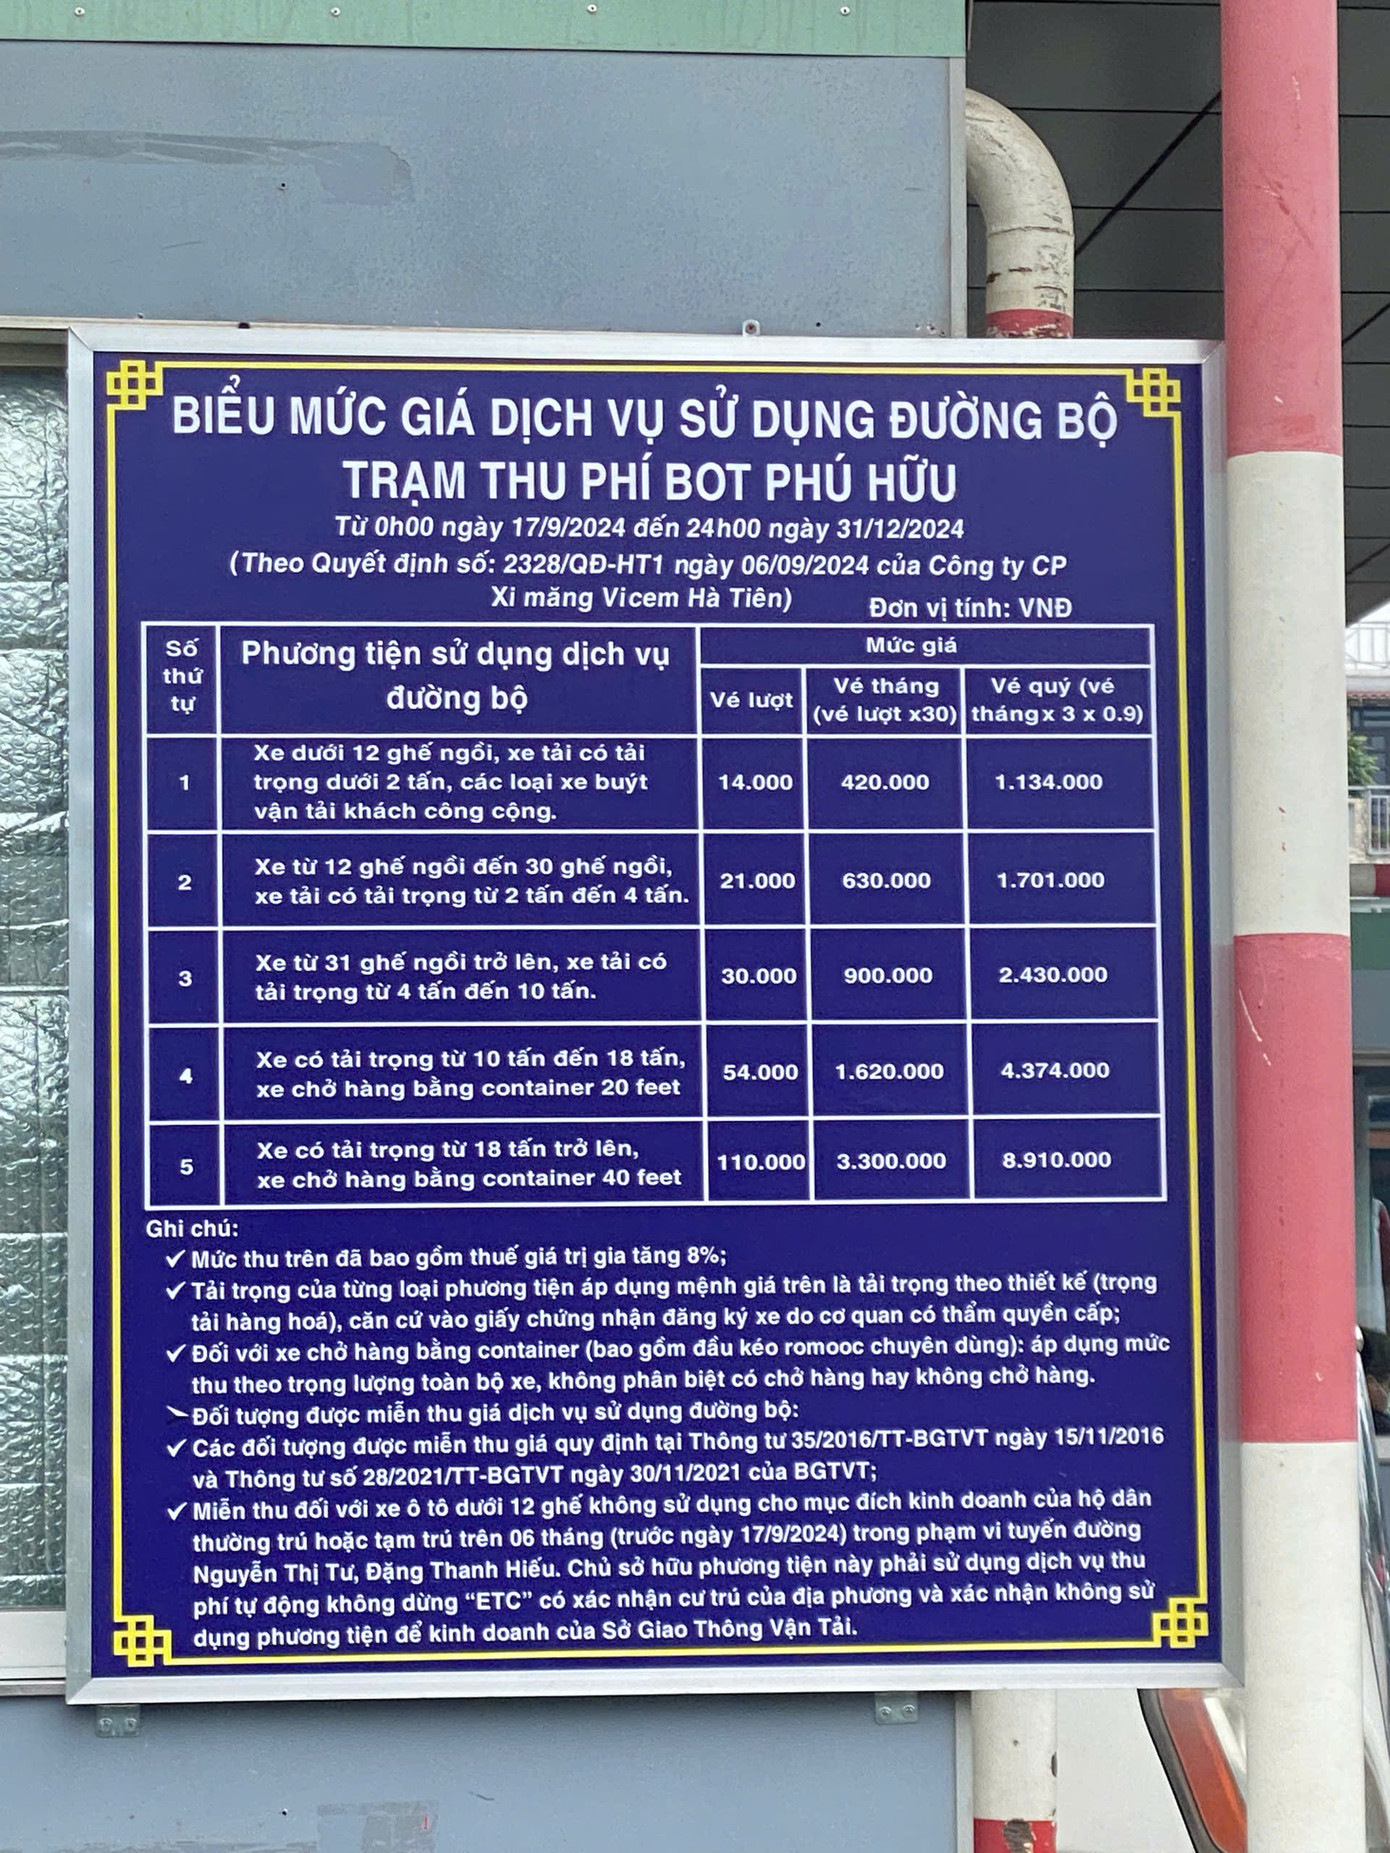 BIỂU MỨC GIÁ DỊCH VỤ SỬ DỤNG ĐƯỜNG BỘ
TRẠM THU PHÍ BOT PHÚ HỮU
Từ 0h00 ngày 17/9/2024 đến 24h00 ngày 31/12/2024
(Theo Quyết định số: 2328/QĐ-HT1 ngày 06/09/2024 của Công ty CP
Xi măng Vicem Hà Tiên)
Đơn vị tính: VNĐ
Số
thứ
tự
Phương tiện sử dụng dịch vụ
đường bộ
Mức giá
Vé lượt
Vé tháng
(vé lượt x30)
Vé quý (vé
tháng x 3 x 0.9)
1
Xe dưới 12 ghế ngồi, xe tải có tải
trọng dưới 2 tấn, các loại xe buýt
vận tải khách công cộng.
14.000
420.000
1.134.000
2
Xe từ 12 ghế ngồi đến 30 ghế ngồi,
xe tải có tải trọng từ 2 tấn đến 4 tấn.
21.000
630.000
1.701.000
3
Xe từ 31 ghế ngồi trở lên, xe tải có
tải trọng từ 4 tấn đến 10 tấn.
30.000
900.000
2.430.000
4
Xe có tải trọng từ 10 tấn đến 18 tấn,
xe chở hàng bằng container 20 feet
54.000
1.620.000
4.374.000
5
Xe có tải trọng từ 18 tấn trở lên,
xe chở hàng bằng container 40 feet
110.000
3.300.000
8.910.000
Ghi chú:
✓ Mức thu trên đã bao gồm thuế giá trị gia tăng 8%;
✓ Tải trọng của từng loại phương tiện áp dụng mệnh giá trên là tải trọng theo thiết kế (trọng
tải hàng hoá), căn cứ vào giấy chứng nhận đăng ký xe do cơ quan có thẩm quyền cấp;
✓ Đối với xe chở hàng bằng container (bao gồm đầu kéo romooc chuyên dùng): áp dụng mức
thu theo trọng lượng toàn bộ xe, không phân biệt có chở hàng hay không chở hàng.
➢ Đối tượng được miễn thu giá dịch vụ sử dụng đường bộ:
✓ Các đối tượng được miễn thu giá quy định tại Thông tư 35/2016/TT-BGTVT ngày 15/11/2016
và Thông tư số 28/2021/TT-BGTVT ngày 30/11/2021 của BGTVT;
✓ Miễn thu đối với xe ô tô dưới 12 ghế không sử dụng cho mục đích kinh doanh của hộ dân
thường trú hoặc tạm trú trên 06 tháng (trước ngày 17/9/2024) trong phạm vi tuyến đường
Nguyễn Thị Tư, Đặng Thanh Hiếu. Chủ sở hữu phương tiện này phải sử dụng dịch vụ thu
phí tự động không dừng “ETC” có xác nhận cư trú của địa phương và xác nhận không sử
dụng phương tiện để kinh doanh của Sở Giao Thông Vận Tải.